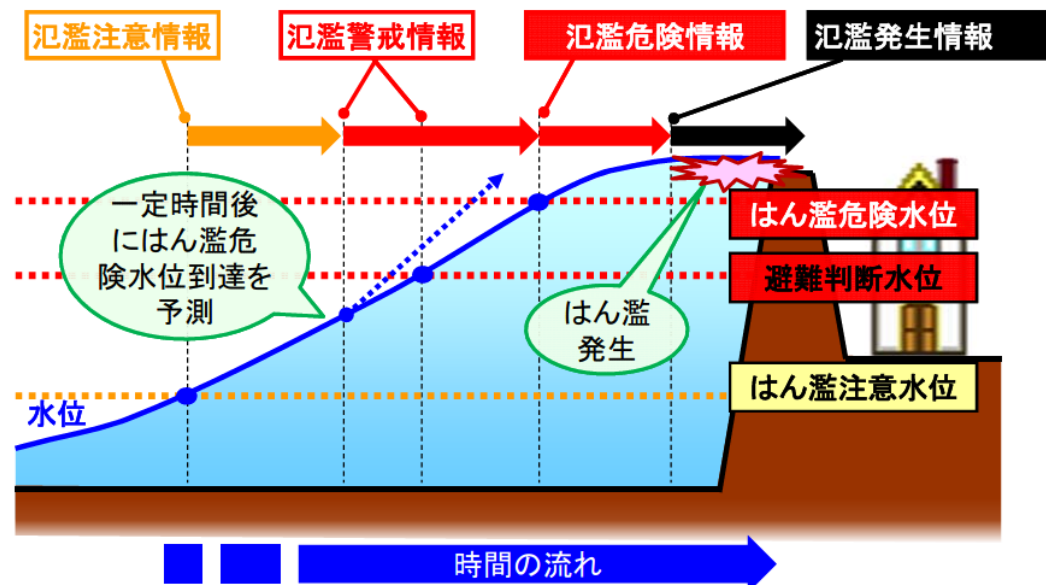 氾濫注意情報
氾濫警戒情報
氾濫危険情報
氾濫発生情報
一定時間後
にはん濫危
険水位到達を
予測
はん濫危険水位
避難判断水位
はん濫
発生
はん濫注意水位
水位
時間の流れ